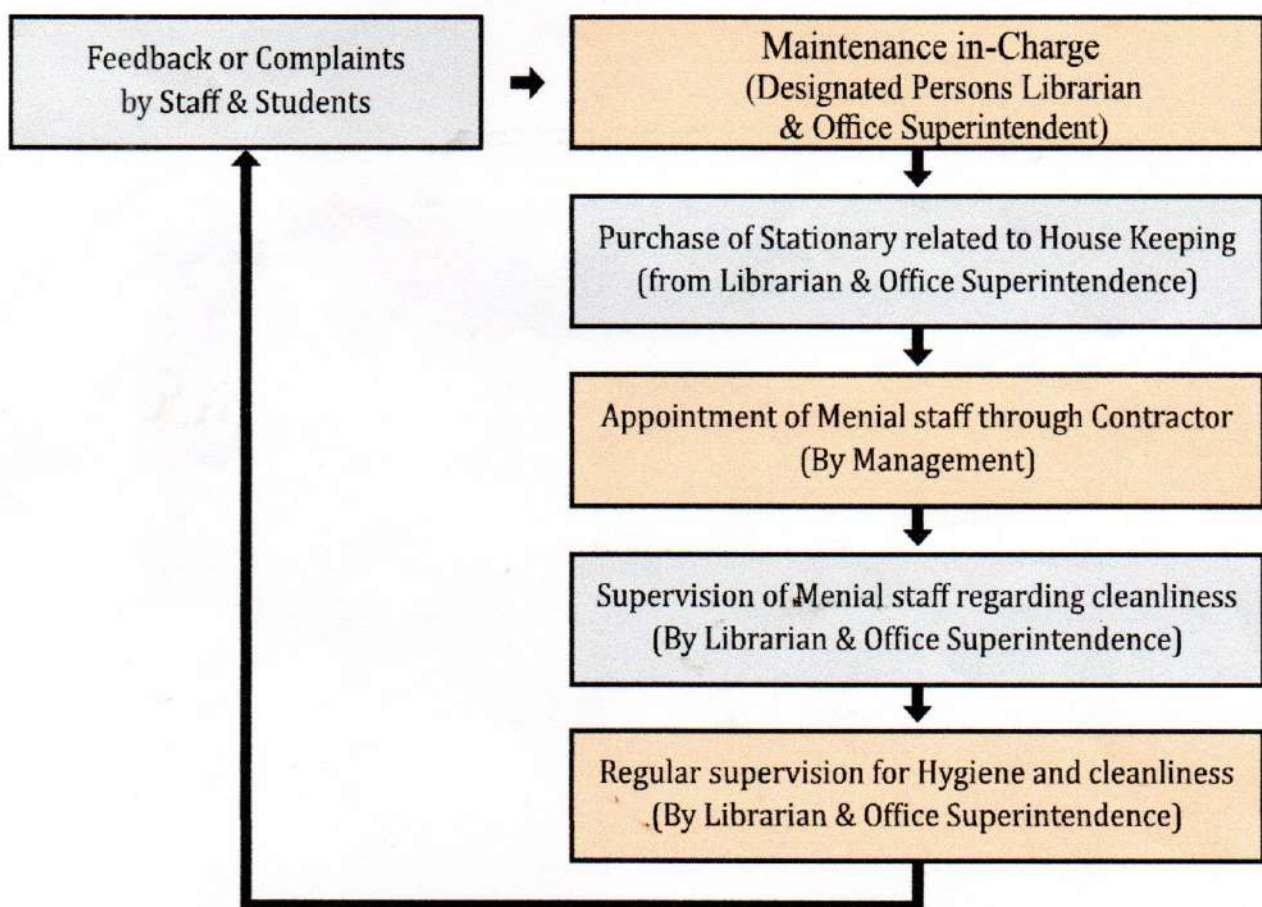 Feedback or Complaints
by Staff & Students
Maintenance in-Charge
(Designated Persons Librarian
& Office Superintendent)
Purchase of Stationary related to House Keeping
(from Librarian & Office Superintendence)
Appointment of Menial staff through Contractor
(By Management)
Supervision of Menial staff regarding cleanliness
(By Librarian & Office Superintendence)
Regular supervision for Hygiene and cleanliness
(By Librarian & Office Superintendence)